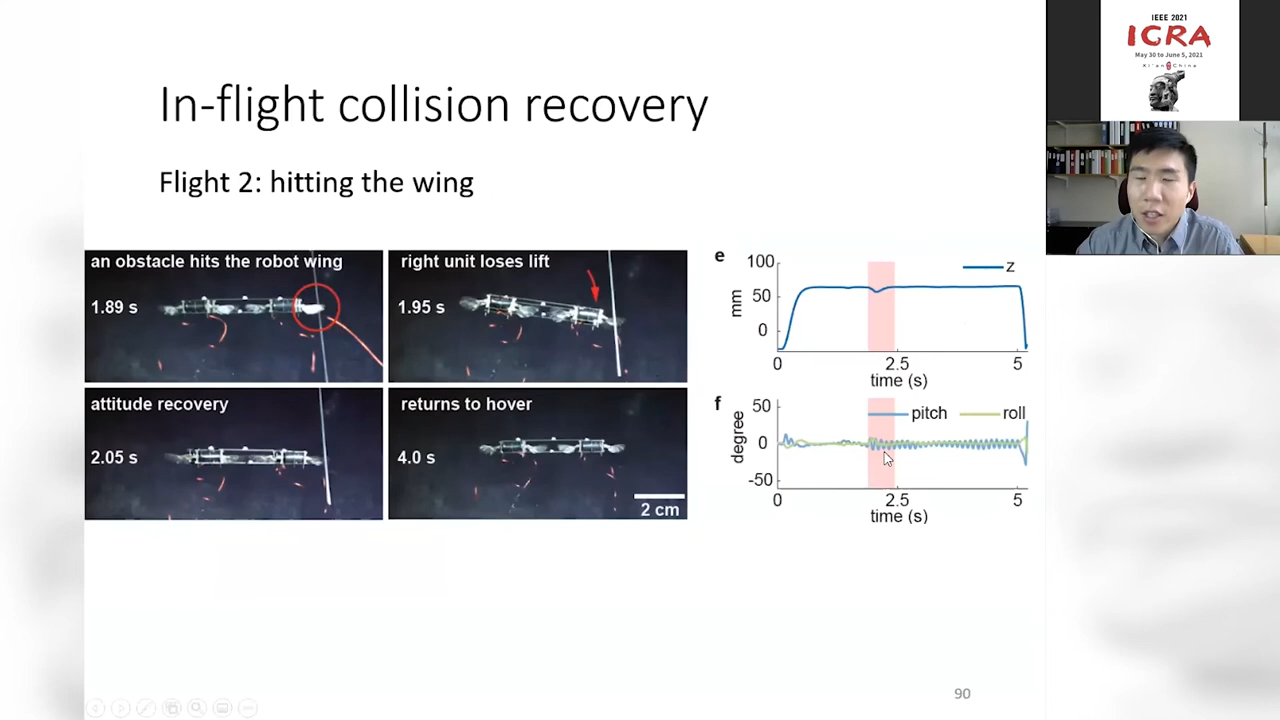 In-flight collision recovery
Flight 2: hitting the wing
an obstacle hits the robot wing
1.89 s
right unit loses lift
1.95 s
attitude recovery
2.05 s
returns to hover
4.0 s
2 cm
e
100
50
0
mm
z
0
2.5
5
time (s)
f
50
0
-50
degree
pitch
roll
0
2.5
5
time (s)
90
IEEE 2021
ICRA
May 30 to June 5, 2021
Xi'an China